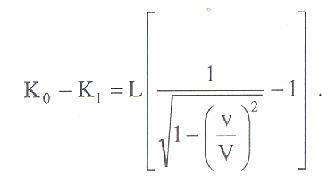 K₀ − K₁ = L [ 1 / √(1 − (v/V)²) − 1 ] .